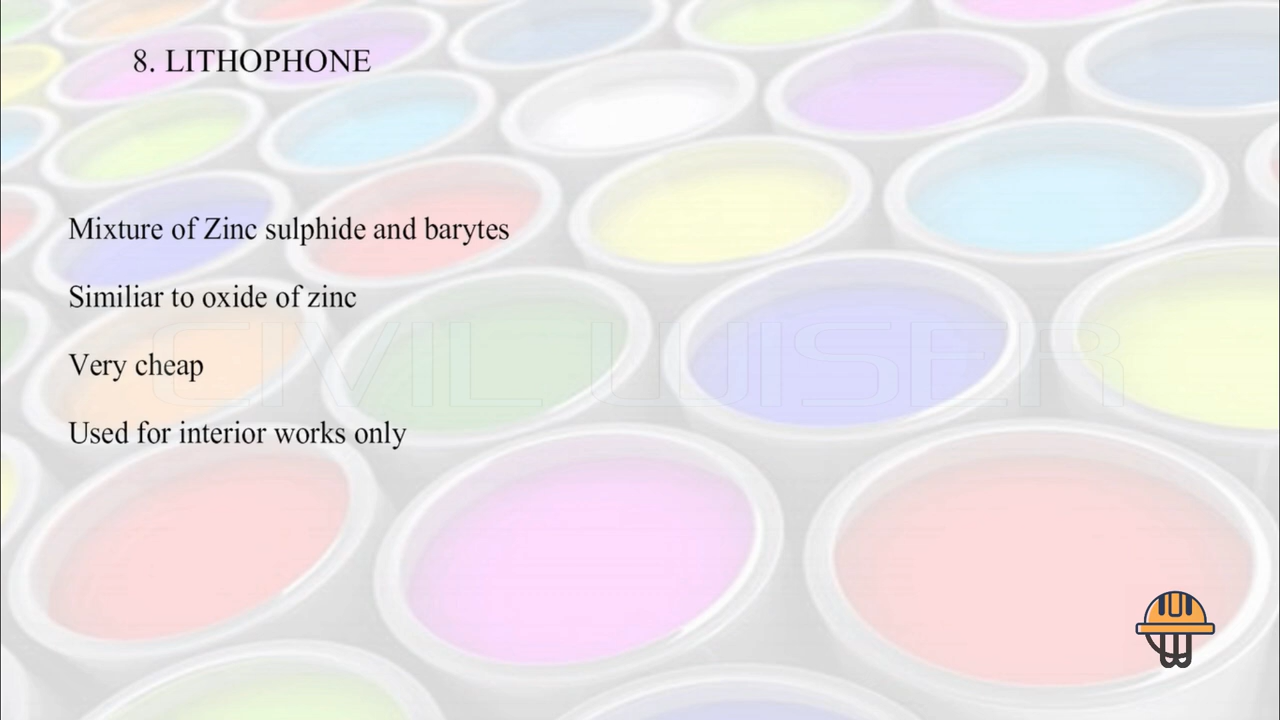 8. LITHOPHONE
Mixture of Zinc sulphide and barytes
Similiar to oxide of zinc
CIVIL WISER
Very cheap
Used for interior works only